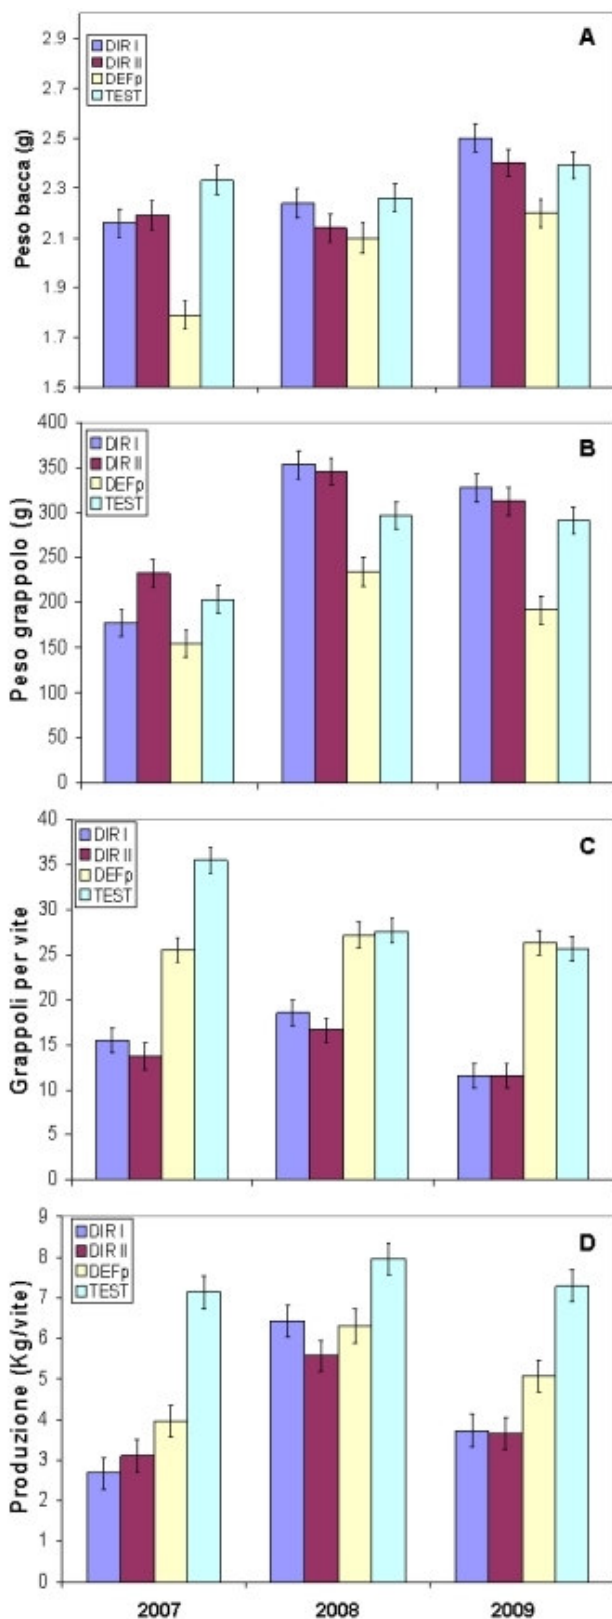 A
DIR I
DIR II
DEFp
TEST
Peso bacca (g)
2.9
2.7
2.5
2.3
2.1
1.9
1.7
1.5
B
DIR I
DIR II
DEFp
TEST
Peso grappolo (g)
400
350
300
250
200
150
100
50
0
C
DIR I
DIR II
DEFp
TEST
Grappoli per vite
40
35
30
25
20
15
10
5
0
D
DIR I
DIR II
DEFp
TEST
Produzione (Kg/vite)
9
8
7
6
5
4
3
2
1
0
2007 2008 2009